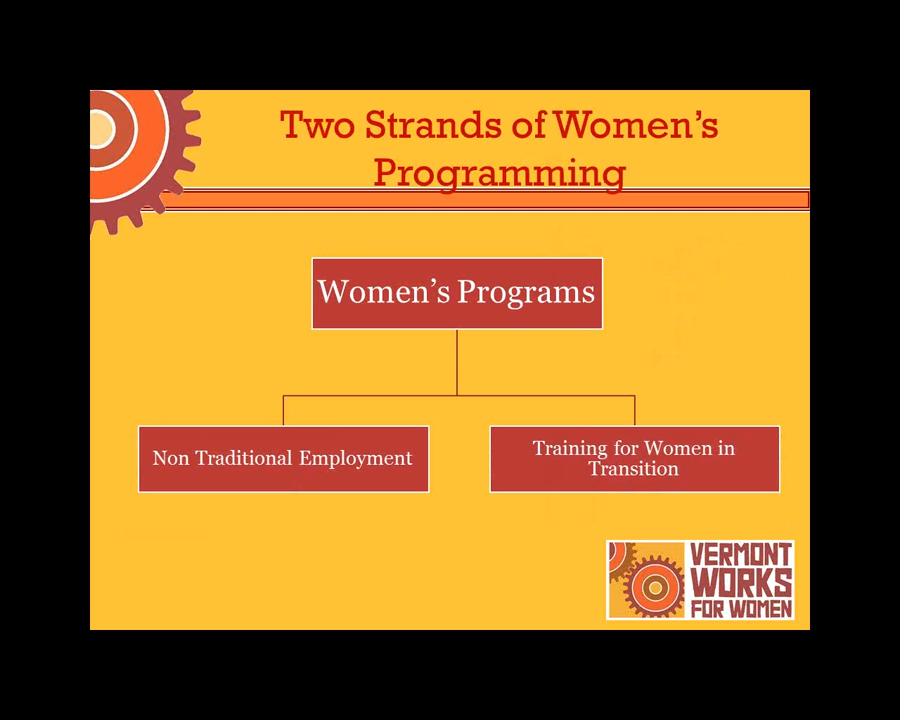 Two Strands of Women’s
Programming
Women’s Programs
Non Traditional Employment
Training for Women in
Transition
VERMONT
WORKS
FOR WOMEN